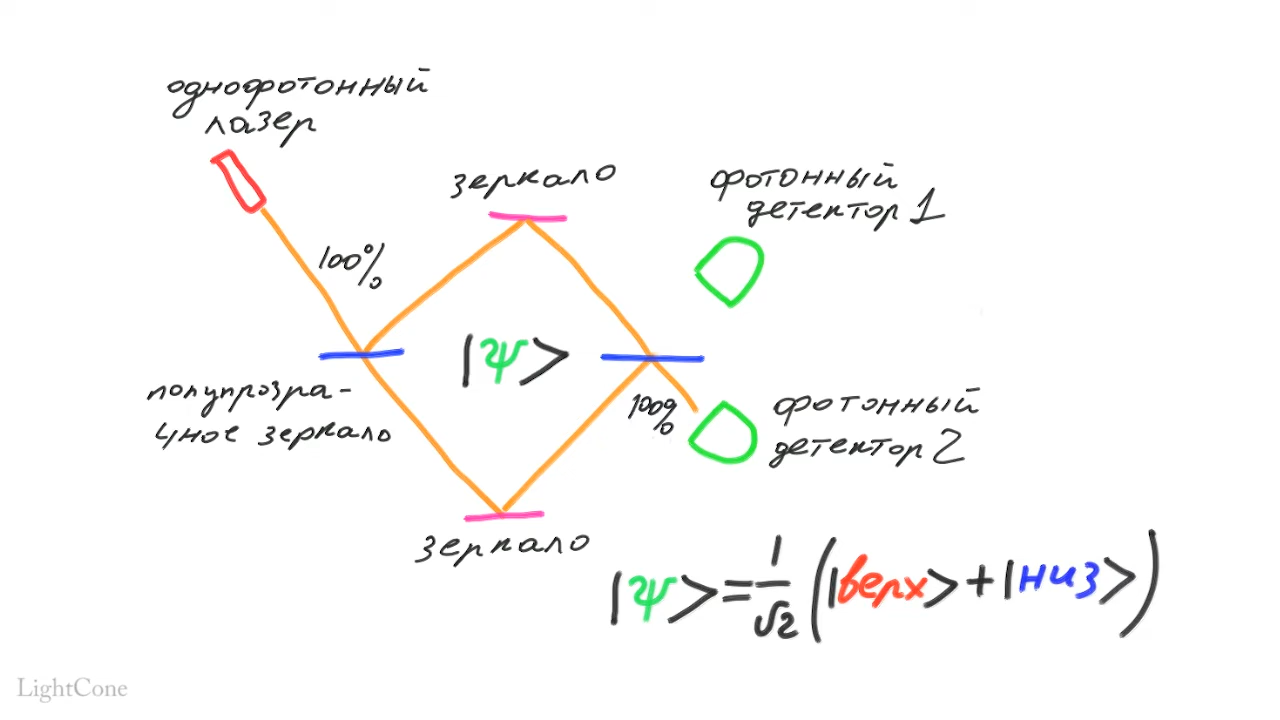 однофотонный
лазер
зеркало
фотонный
детектор 1
100%
|ψ>
полупрозра-
чное зеркало
100%
фотонный
детектор 2
зеркало
|ψ>=1/√2(|верх>+|низ>)
LightCone